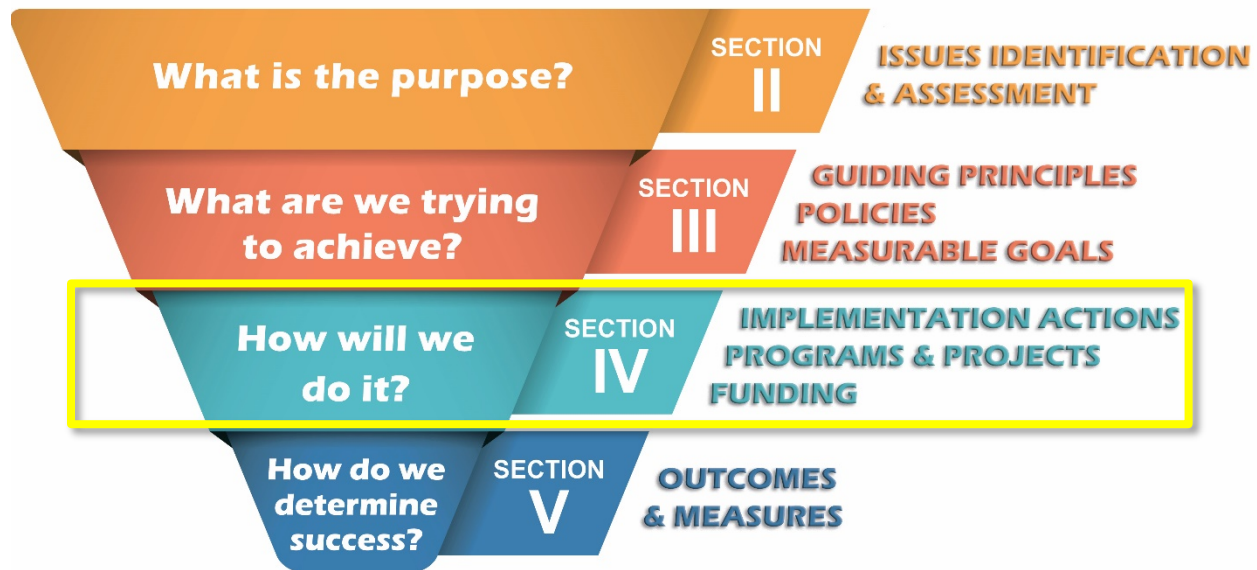 What is the purpose?
SECTION
II
ISSUES IDENTIFICATION
& ASSESSMENT
What are we trying
to achieve?
SECTION
III
GUIDING PRINCIPLES
POLICIES
MEASURABLE GOALS
How will we
do it?
SECTION
IV
IMPLEMENTATION ACTIONS
PROGRAMS & PROJECTS
FUNDING
How do we
determine
success?
SECTION
V
OUTCOMES
& MEASURES